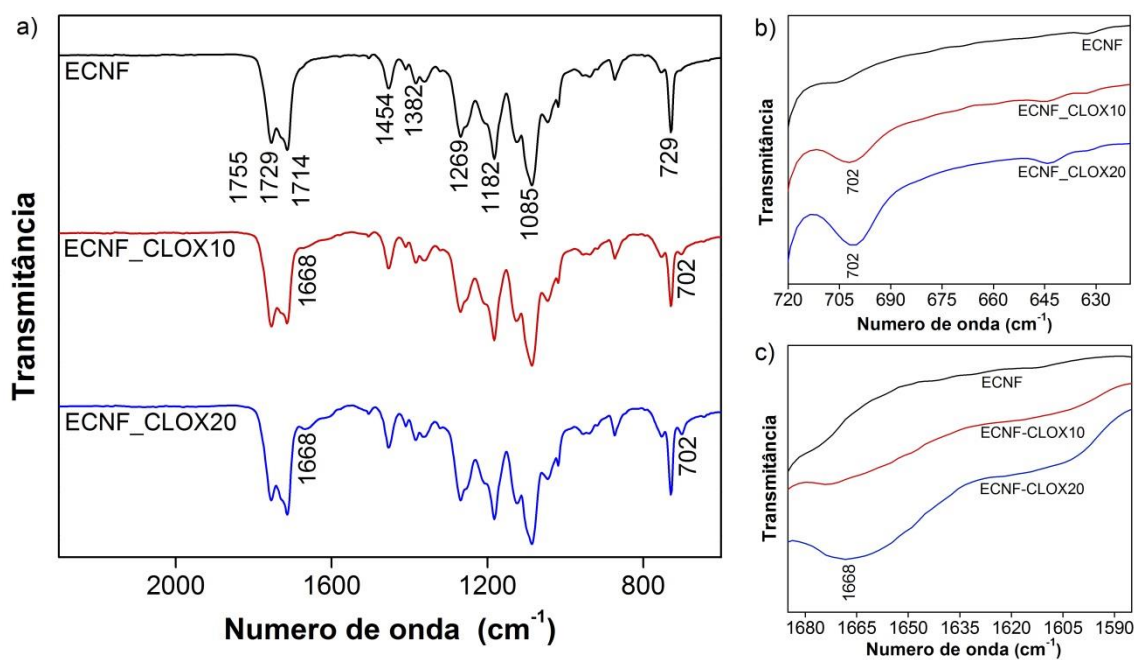 a)
ECNF
1755
1729
1714
1454
1382
1269
1182
1085
729
ECNF_CLOX10
1668
702
ECNF_CLOX20
1668
702
Transmitância
2000 1600 1200 800
Numero de onda (cm-1)
b)
ECNF
ECNF_CLOX10
702
ECNF_CLOX20
702
Transmitância
720 705 690 675 660 645 630
Numero de onda (cm-1)
c)
ECNF
ECNF-CLOX10
ECNF-CLOX20
1668
Transmitância
1680 1665 1650 1635 1620 1605 1590
Numero de onda (cm-1)